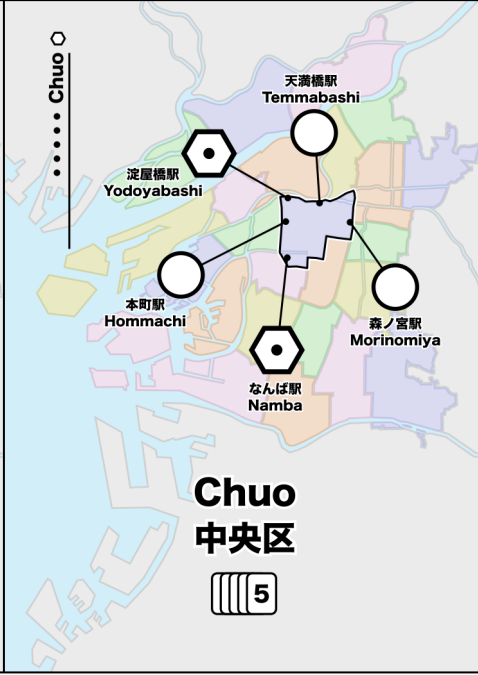 Chuo
天満橋駅
Temmabashi
淀屋橋駅
Yodoyabashi
本町駅
Hommachi
森ノ宮駅
Morinomiya
なんば駅
Namba
Chuo
中央区
5